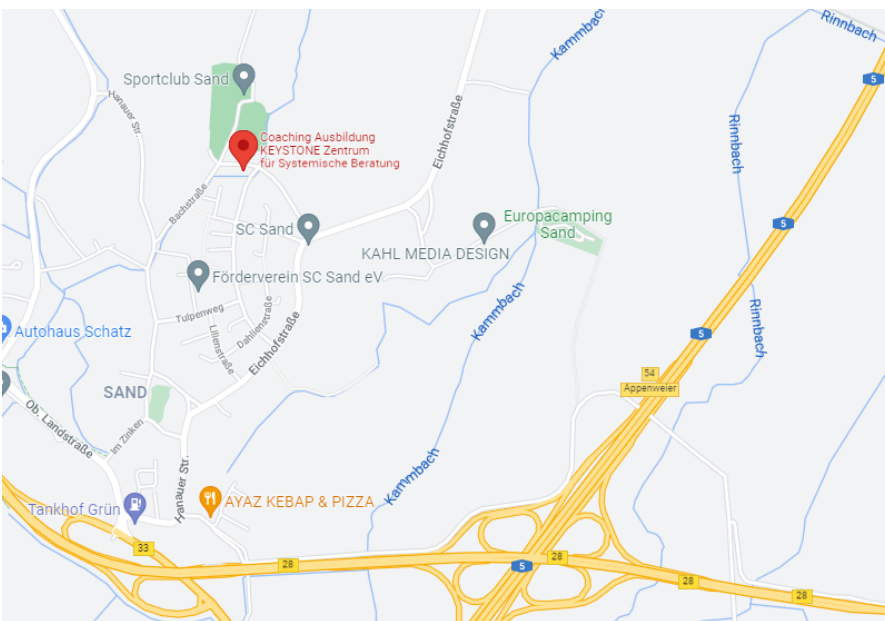 Rinnbach
Kammbach
5
Sportclub Sand
Hanauer Str.
Coaching Ausbildung
KEYSTONE Zentrum
für Systemische Beratung
Eichhofstraße
Rinnbach
Bachstraße
SC Sand
Europacamping
Sand
5
KAHL MEDIA DESIGN
Förderverein SC Sand eV
Kammbach
Tulpenweg
Dahlienstraße
Lilienstraße
Rinnbach
Autohaus Schatz
Eichhofstraße
5
54
Appenweier
SAND
Ob. Landstraße
Im Zinken
Kammbach
Hanauer Str.
AYAZ KEBAP & PIZZA
Tankhof Grün
33
28
28
5
28
28